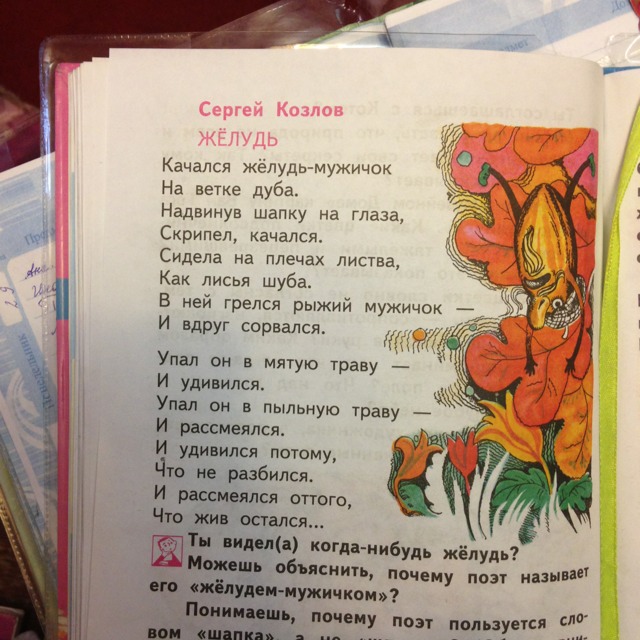 Сергей Козлов
ЖЁЛУДЬ
Качался жёлудь-мужичок
На ветке дуба.
Надвинув шапку на глаза,
Скрипел, качался.
Сидела на плечах листва,
Как лисья шуба.
В ней грелся рыжий мужичок —
И вдруг сорвался.
Упал он в мятую траву —
И удивился.
Упал он в пыльную траву —
И рассмеялся.
И удивился потому,
Что не разбился.
И рассмеялся оттого,
Что жив остался...
Ты видел(а) когда-нибудь жёлудь?
Можешь объяснить, почему поэт называет
его «жёлудем-мужичком»?
Понимаешь, почему поэт пользуется сло-
вом «шапка», а не